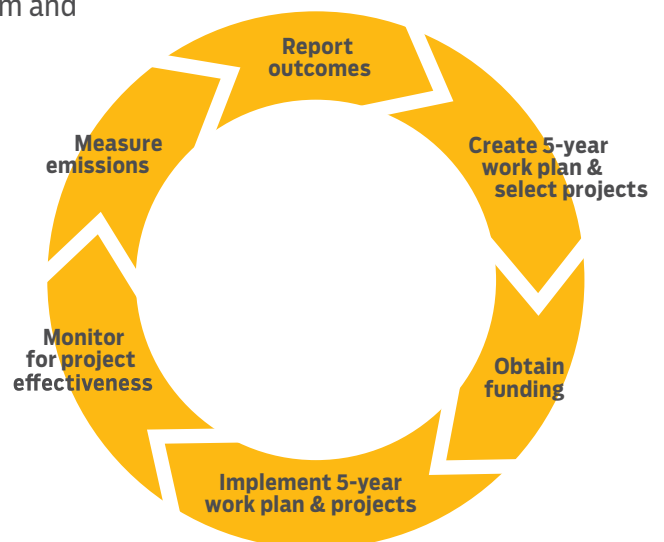 m and
Report
outcomes
Create 5-year
work plan &
select projects
Obtain
funding
Implement 5-year
work plan & projects
Monitor
for project
effectiveness
Measure
emissions